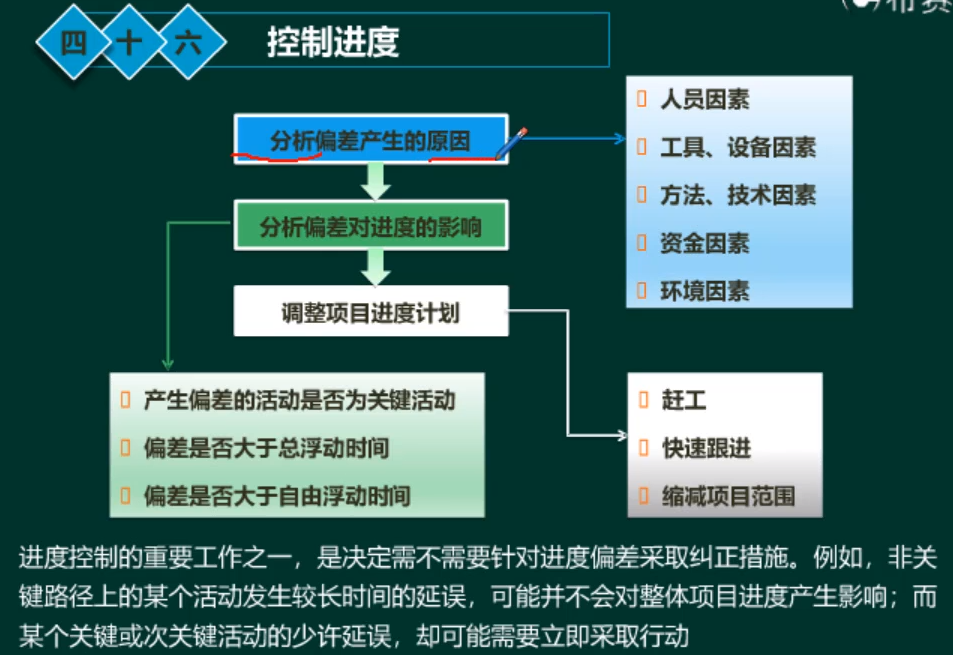 四十六
控制进度
分析偏差产生的原因
人员因素
工具、设备因素
方法、技术因素
资金因素
环境因素
分析偏差对进度的影响
调整项目进度计划
产生偏差的活动是否为关键活动
偏差是否大于总浮动时间
偏差是否大于自由浮动时间
赶工
快速跟进
缩减项目范围
进度控制的重要工作之一，是决定需不需要针对进度偏差采取纠正措施。例如，非关
键路径上的某个活动发生较长时间的延误，可能并不会对整体项目进度产生影响；而
某个关键或次关键活动的少许延误，却可能需要立即采取行动